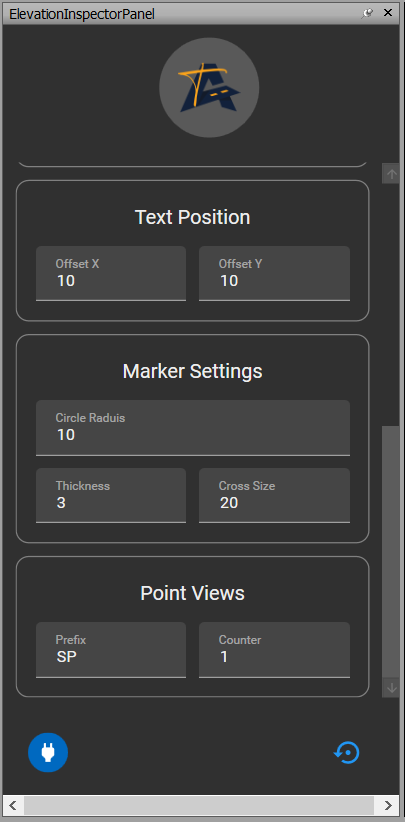 ElevationInspectorPanel
Text Position
Offset X
Offset Y
10
10
Marker Settings
Circle Raduis
10
Thickness
Cross Size
3
20
Point Views
Prefix
Counter
SP
1